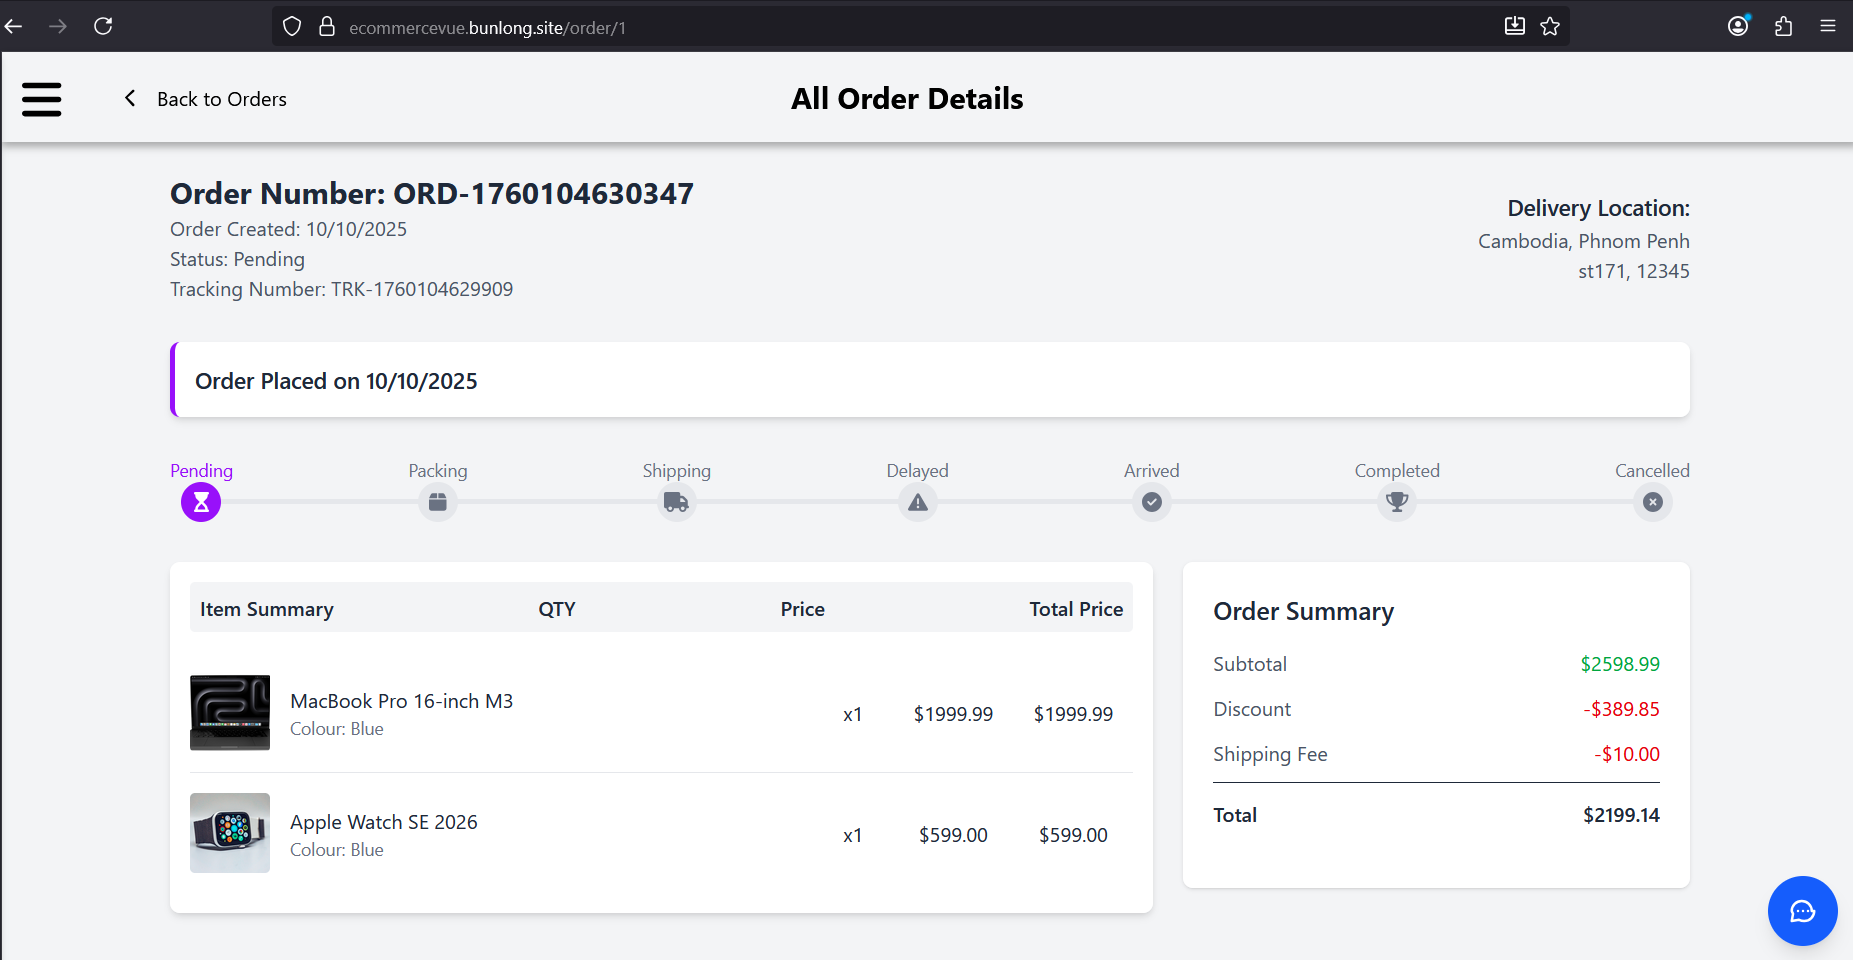 ecommercevue.bunlong.site/order/1
Back to Orders
All Order Details
Order Number: ORD-1760104630347
Order Created: 10/10/2025
Status: Pending
Tracking Number: TRK-1760104629909
Delivery Location:
Cambodia, Phnom Penh
st171, 12345
Order Placed on 10/10/2025
Pending Packing Shipping Delayed Arrived Completed Cancelled
Item Summary QTY Price Total Price
MacBook Pro 16-inch M3
Colour: Blue
x1 $1999.99 $1999.99
Apple Watch SE 2026
Colour: Blue
x1 $599.00 $599.00
Order Summary
Subtotal $2598.99
Discount -$389.85
Shipping Fee -$10.00
Total $2199.14